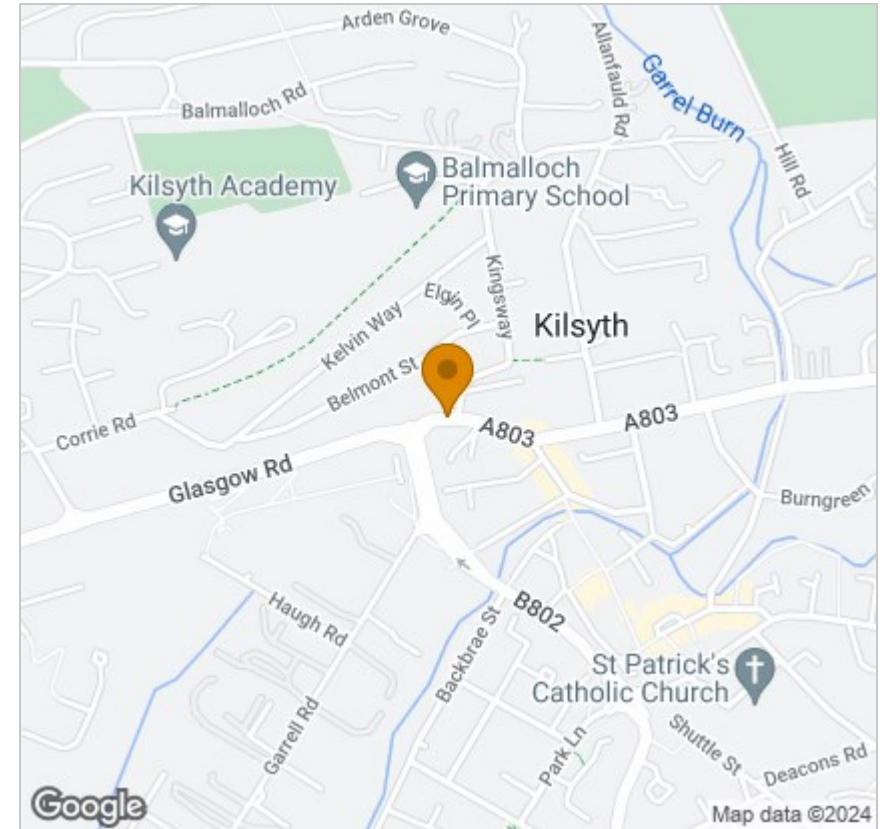 Arden Grove
Allanfauld Rd
Garrel Burn
Balmalloch Rd
Hill Rd
Kilsyth Academy
Balmalloch
Primary School
Kingsway
Elgin Pl
Kilsyth
Kelvin Way
Belmont St
Corrie Rd
A803
A803
Glasgow Rd
Burngreen
Haugh Rd
B802
Backbrae St
St Patrick's
Catholic Church
Garrell Rd
Park Ln
Shuttle St
Deacons Rd
Google
Map data ©2024